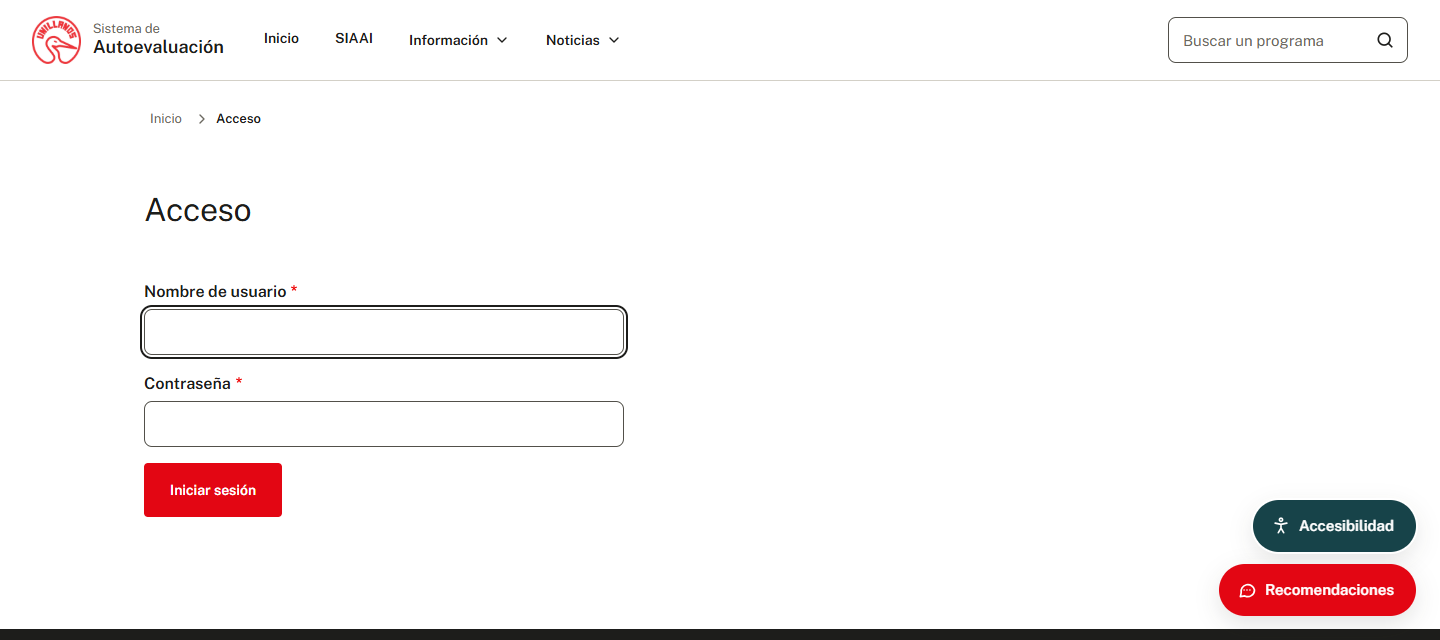 UNILLANOS
Sistema de
Autoevaluación
Inicio
SIAAI
Información
Noticias
Buscar un programa
Inicio
Acceso
Acceso
Nombre de usuario *
Contraseña *
Iniciar sesión
Accesibilidad
Recomendaciones